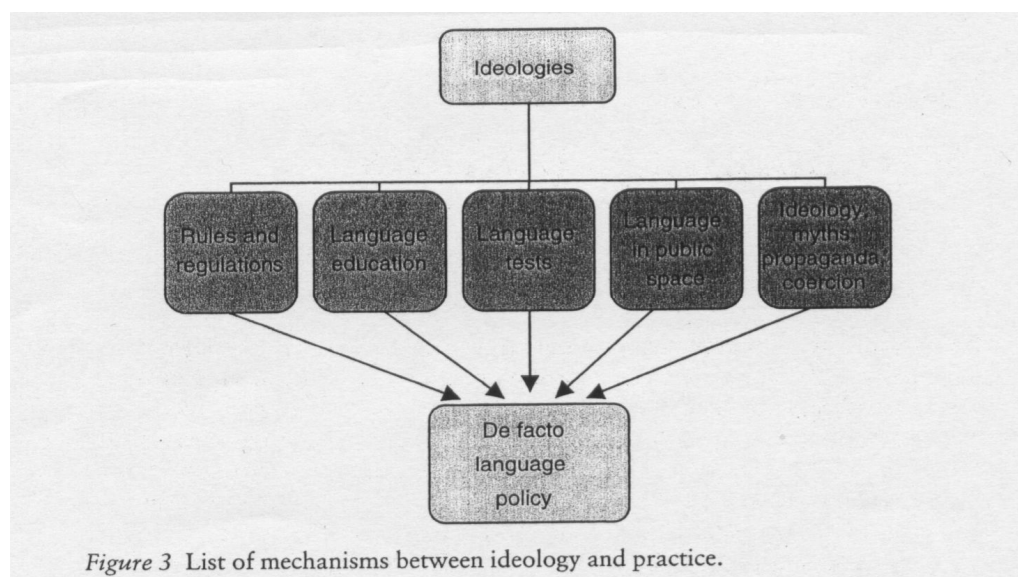 Ideologies
Rules and
regulations
Language
education
Language
tests
Language
in public
space
Ideology,
myths
propaganda,
coercion
De facto
language
policy
Figure 3 List of mechanisms between ideology and practice.